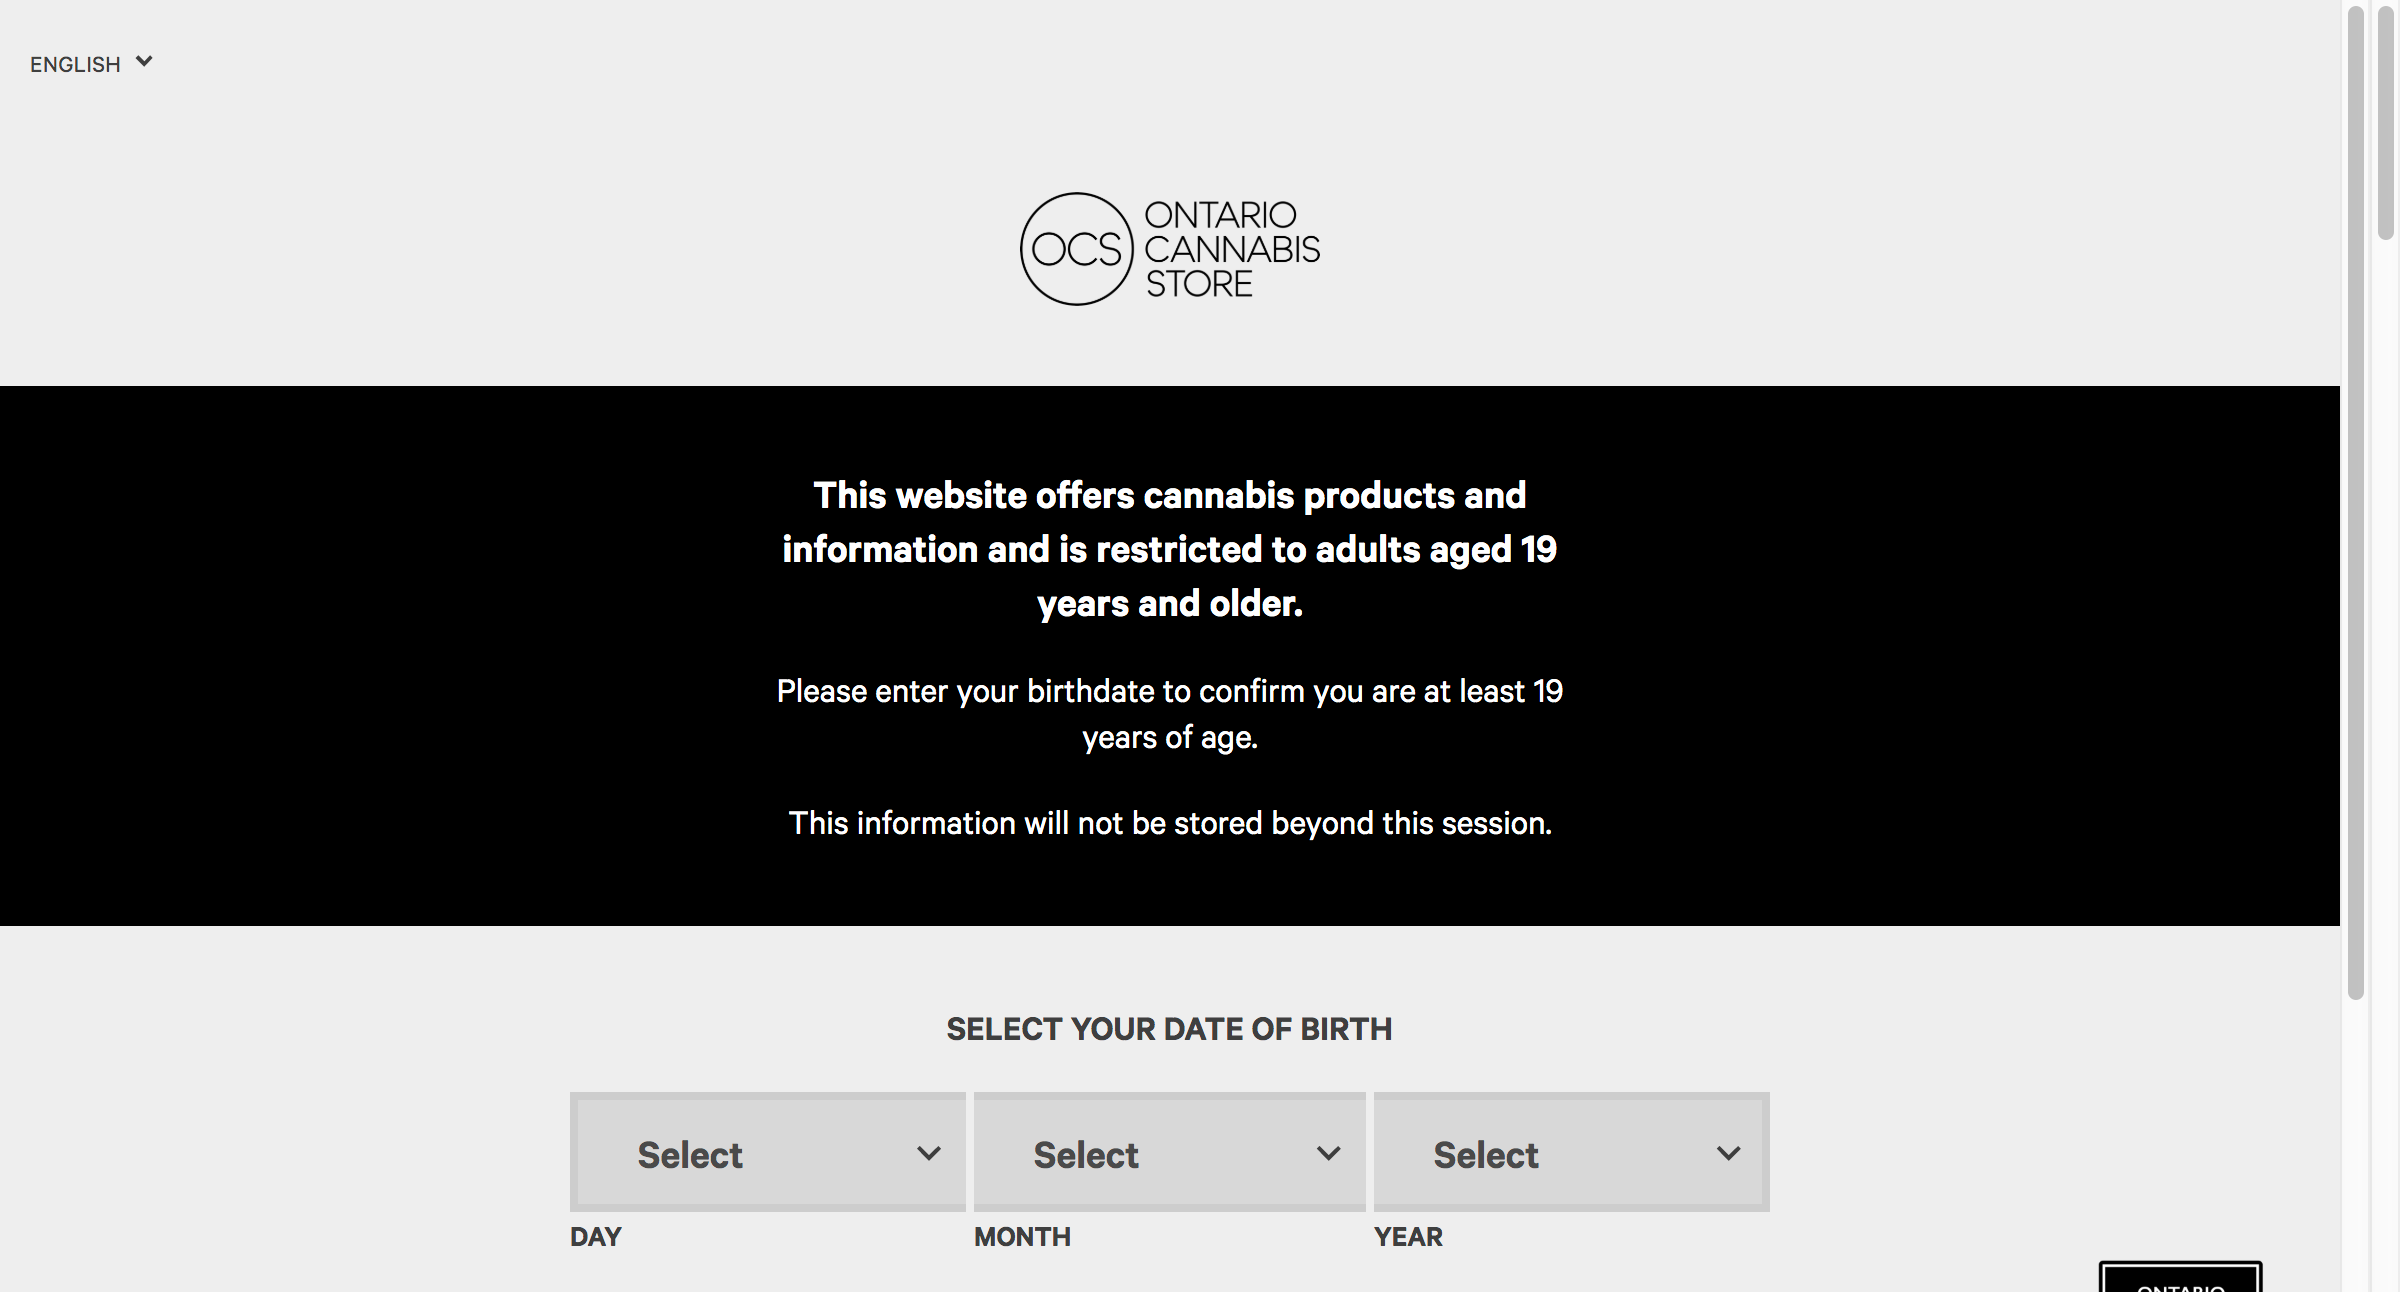 ENGLISH
OCS
ONTARIO
CANNABIS
STORE
This website offers cannabis products and
information and is restricted to adults aged 19
years and older.
Please enter your birthdate to confirm you are at least 19
years of age.
This information will not be stored beyond this session.
SELECT YOUR DATE OF BIRTH
Select Select Select
DAY MONTH YEAR
ONTARIO